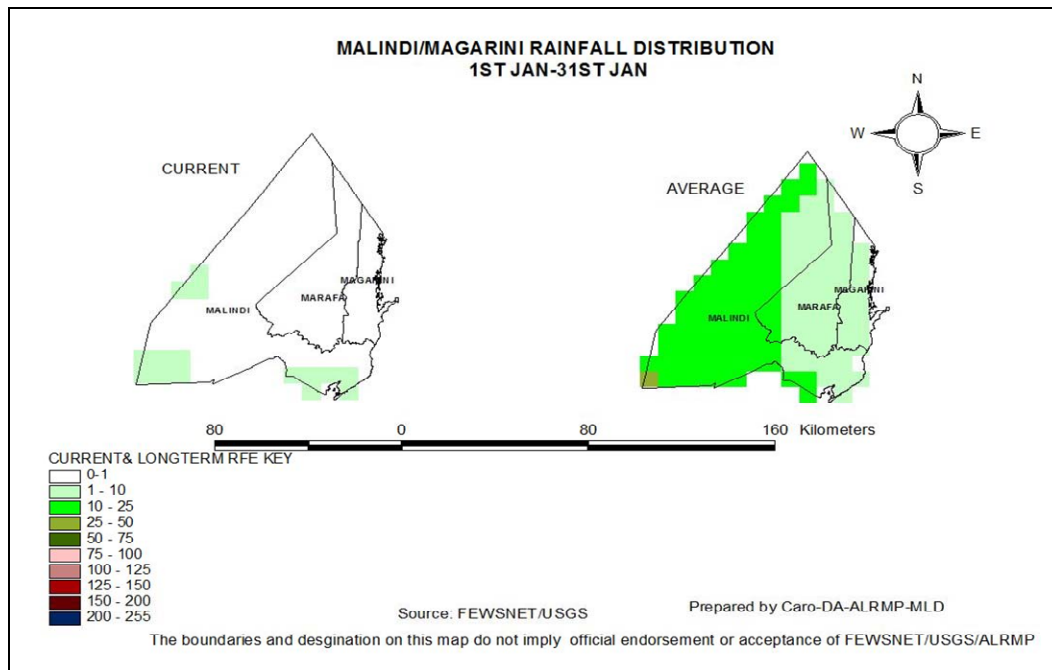 MALINDI/MAGARINI RAINFALL DISTRIBUTION
1ST JAN-31ST JAN
N
W
E
S
CURRENT
AVERAGE
MAGARINI
MARAFA
MALINDI
MAGARINI
MARAFA
MALINDI
80 0 80 160 Kilometers
CURRENT& LONGTERM RFE KEY
0-1
1 - 10
10 - 25
25 - 50
50 - 75
75 - 100
100 - 125
125 - 150
150 - 200
200 - 255
Source: FEWSNET/USGS
Prepared by Caro-DA-ALRMP-MLD
The boundaries and desgination on this map do not imply official endorsement or acceptance of FEWSNET/USGS/ALRMP